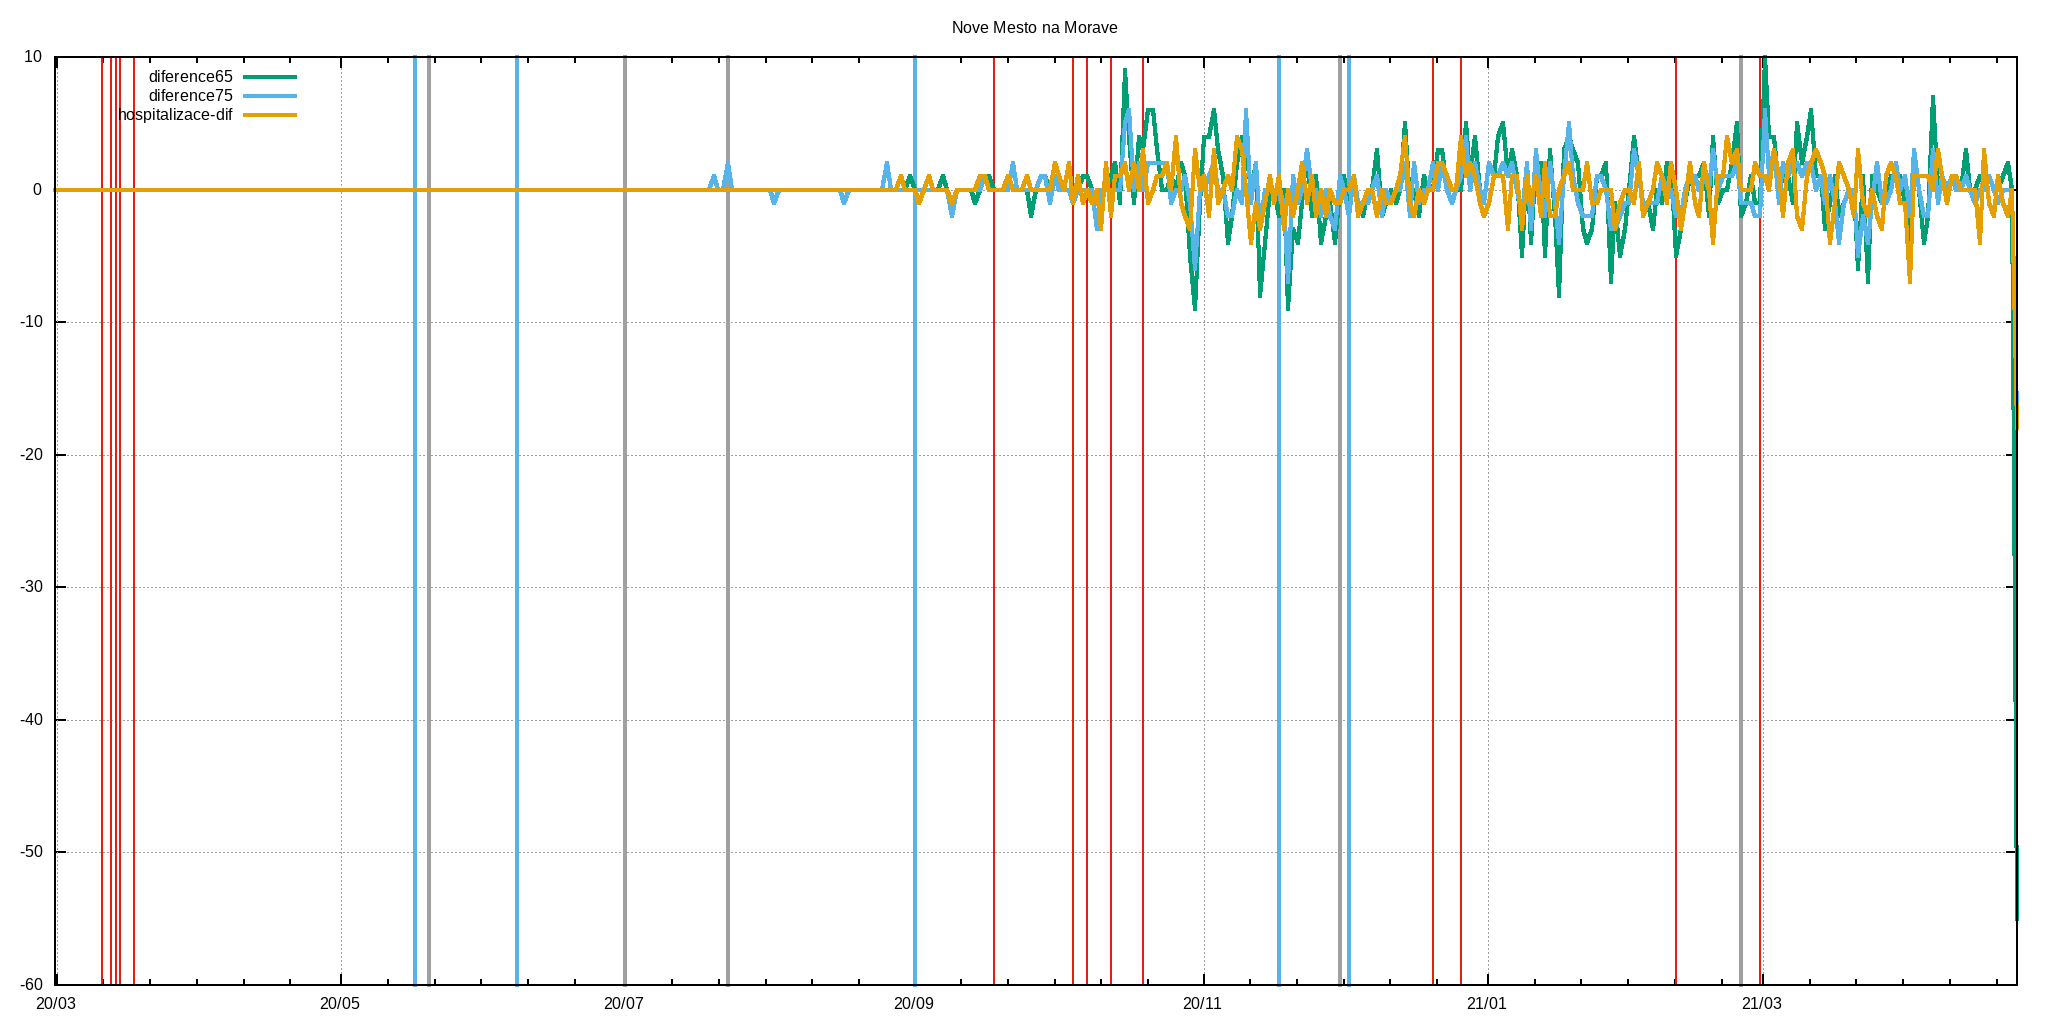 Nove Mesto na Morave
10
diference65
diference75
hospitalizace-dif
0
-10
-20
-30
-40
-50
-60
20/03 20/05 20/07 20/09 20/11 21/01 21/03